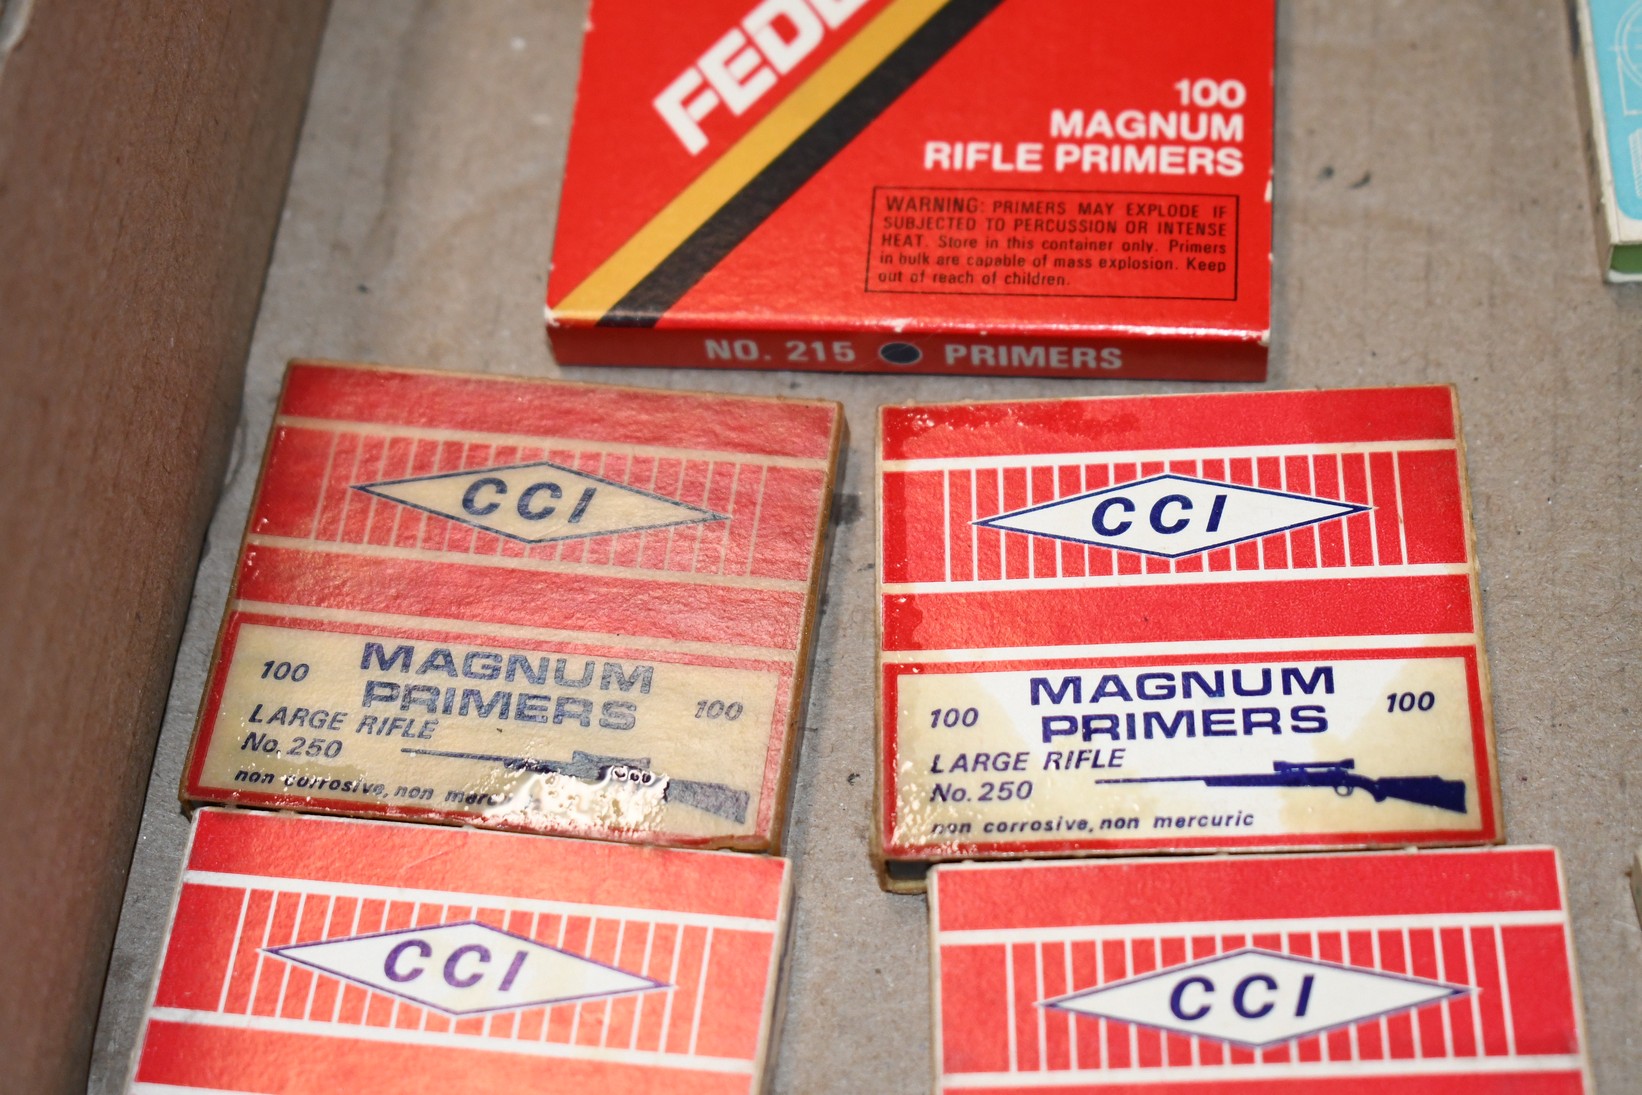 100
MAGNUM
RIFLE PRIMERS
WARNING: PRIMERS MAY EXPLODE IF
SUBJECTED TO PERCUSSION OR INTENSE
HEAT. Store in this container only. Primers
in bulk are capable of mass explosion. Keep
out of reach of children.
NO. 215 PRIMERS
CCI
100 MAGNUM
PRIMERS 100
LARGE RIFLE
No. 250
non corrosive, non
CCI
100 MAGNUM
PRIMERS 100
LARGE RIFLE
No. 250
non corrosive, non mercuric
CCI
CCI